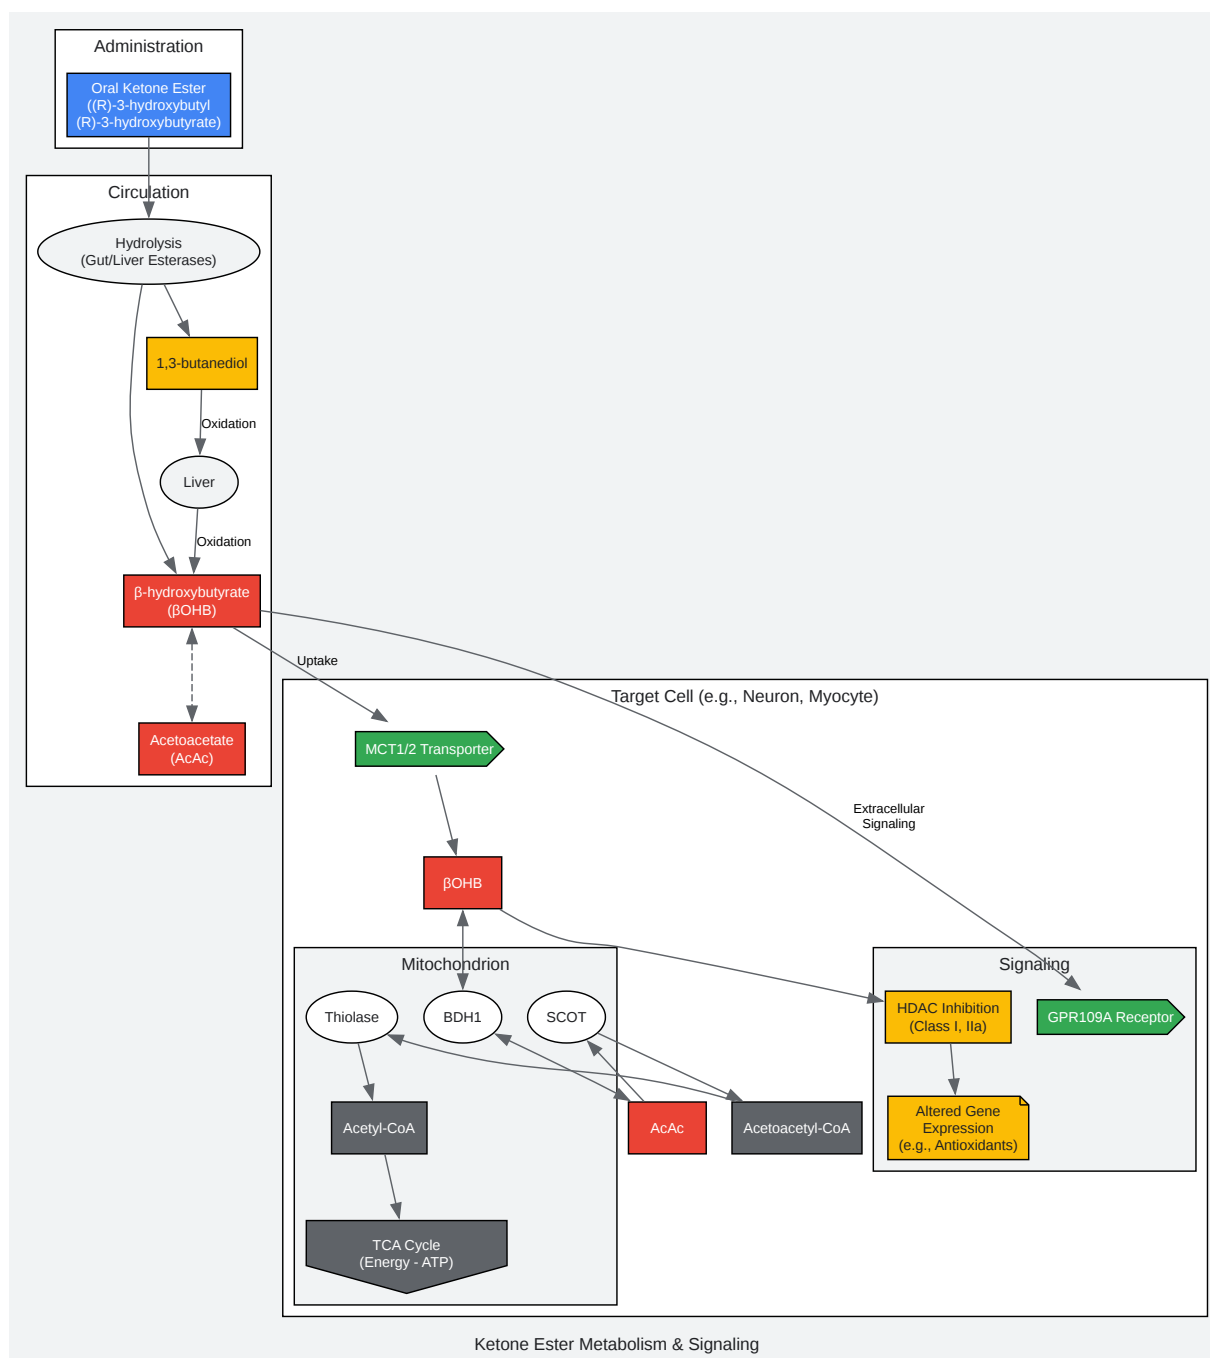 Administration
Oral Ketone Ester
((R)-3-hydroxybutyl
(R)-3-hydroxybutyrate)
Circulation
Hydrolysis
(Gut/Liver Esterases)
1,3-butanediol
Oxidation
Liver
Oxidation
β-hydroxybutyrate
(βOHB)
Uptake
Acetoacetate
(AcAc)
Target Cell (e.g., Neuron, Myocyte)
MCT1/2 Transporter
Extracellular
Signaling
βOHB
Mitochondrion
Thiolase
BDH1
SCOT
Acetyl-CoA
AcAc
Acetoacetyl-CoA
TCA Cycle
(Energy - ATP)
Signaling
HDAC Inhibition
(Class I, IIa)
GPR109A Receptor
Altered Gene
Expression
(e.g., Antioxidants)
Ketone Ester Metabolism & Signaling